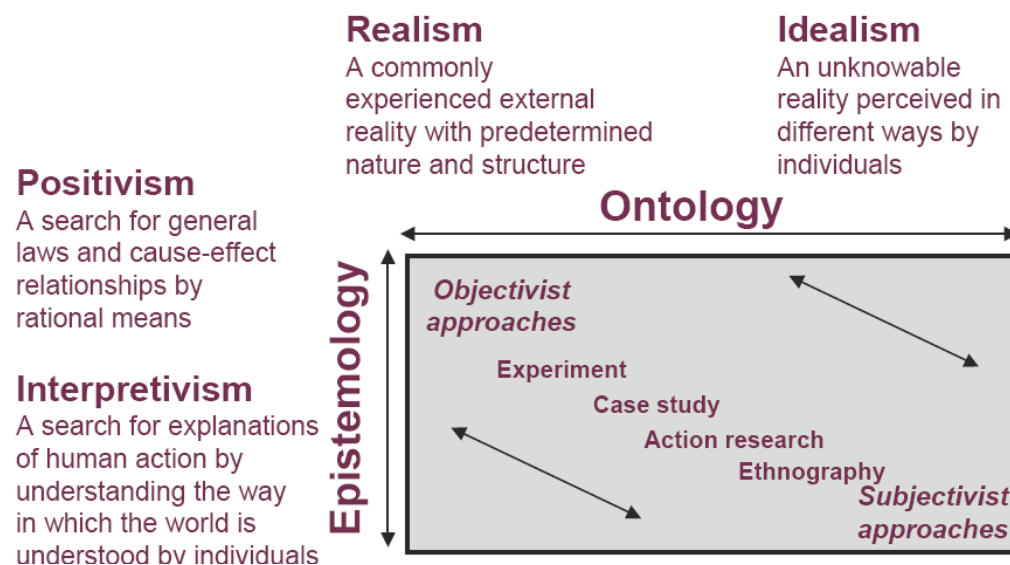 Realism
A commonly
experienced external
reality with predetermined
nature and structure
Idealism
An unknowable
reality perceived in
different ways by
individuals
Positivism
A search for general
laws and cause-effect
relationships by
rational means
Interpretivism
A search for explanations
of human action by
understanding the way
in which the world is
understood by individuals
Ontology
Epistemology
Objectivist
approaches
Experiment
Case study
Action research
Ethnography
Subjectivist
approaches